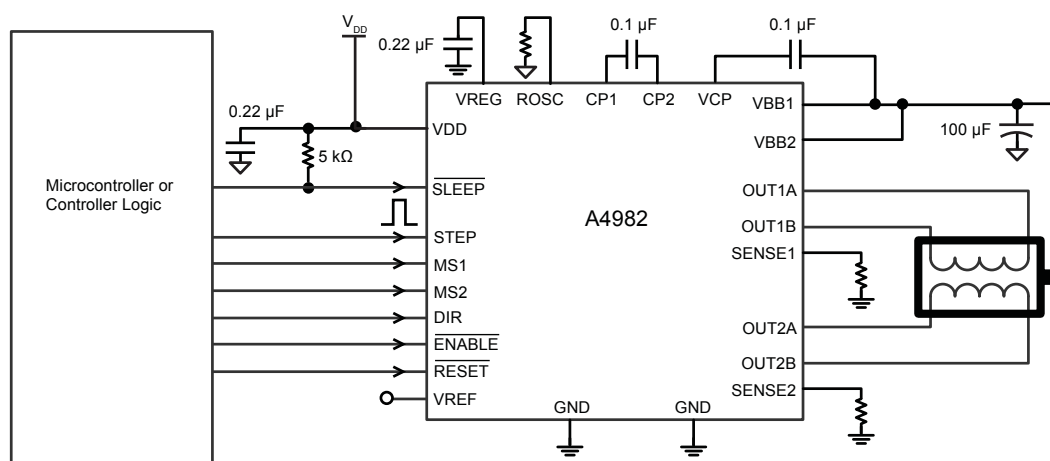 V_DD
0.22 µF
0.1 µF
0.1 µF
0.22 µF
5 kΩ
100 µF
Microcontroller or
Controller Logic
A4982
VREG
ROSC
CP1
CP2
VCP
VDD
SLEEP
STEP
MS1
MS2
DIR
ENABLE
RESET
VREF
GND
GND
VBB1
VBB2
OUT1A
OUT1B
SENSE1
OUT2A
OUT2B
SENSE2